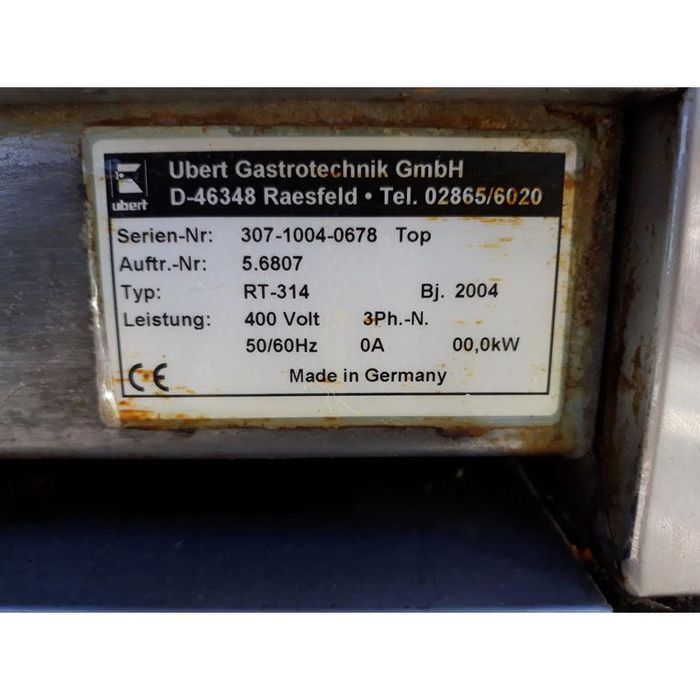 Ubert Gastrotechnik GmbH
ubert
D-46348 Raesfeld • Tel. 02865/6020
Serien-Nr: 307-1004-0678 Top
Auftr.-Nr: 5.6807
Typ: RT-314 Bj. 2004
Leistung: 400 Volt 3Ph.-N.
50/60Hz 0A 00,0kW
CE Made in Germany